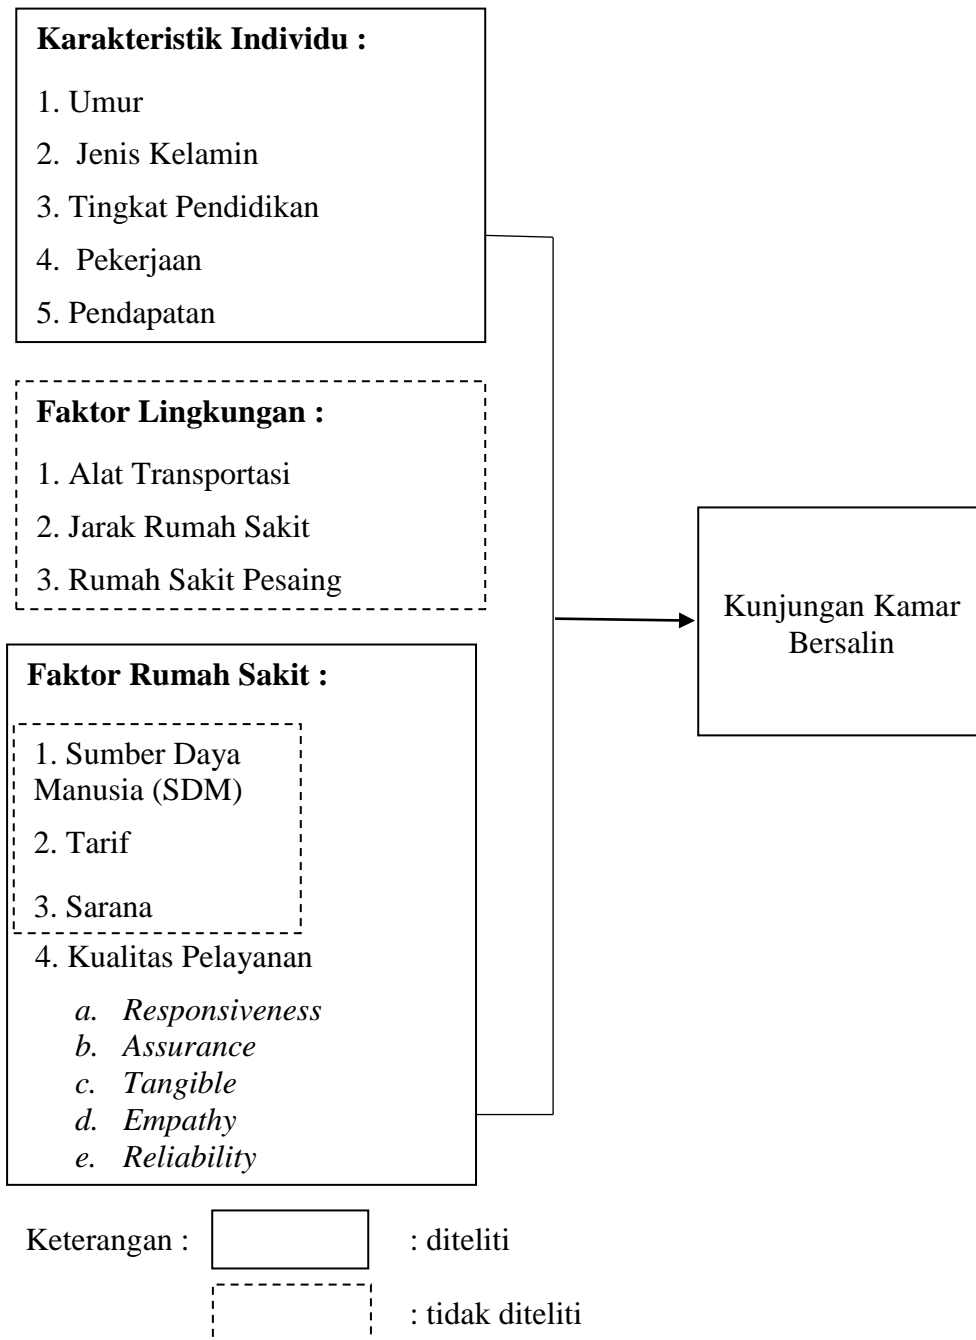 Karakteristik Individu :
1. Umur
2. Jenis Kelamin
3. Tingkat Pendidikan
4. Pekerjaan
5. Pendapatan
Faktor Lingkungan :
1. Alat Transportasi
2. Jarak Rumah Sakit
3. Rumah Sakit Pesaing
Kunjungan Kamar
Bersalin
Faktor Rumah Sakit :
1. Sumber Daya
Manusia (SDM)
2. Tarif
3. Sarana
4. Kualitas Pelayanan
a. Responsiveness
b. Assurance
c. Tangible
d. Empathy
e. Reliability
Keterangan : : diteliti
: tidak diteliti